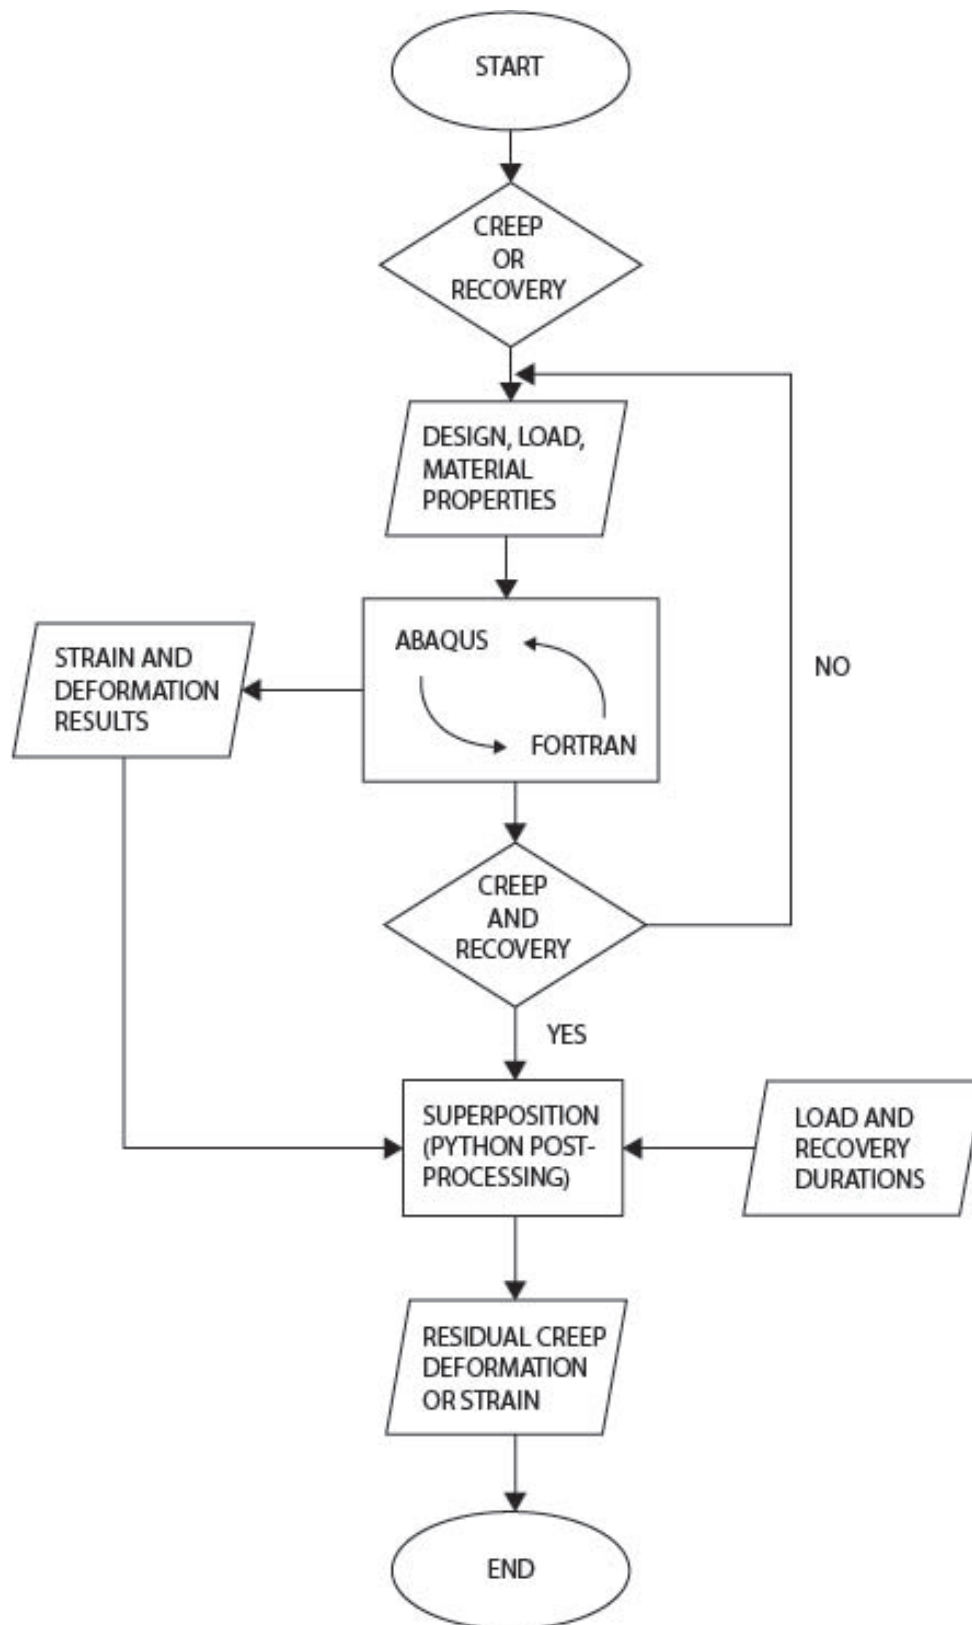 START
CREEP
OR
RECOVERY
DESIGN, LOAD,
MATERIAL
PROPERTIES
ABAQUS
FORTRAN
STRAIN AND
DEFORMATION
RESULTS
NO
CREEP
AND
RECOVERY
YES
SUPERPOSITION
(PYTHON POST-
PROCESSING)
LOAD AND
RECOVERY
DURATIONS
RESIDUAL CREEP
DEFORMATION
OR STRAIN
END